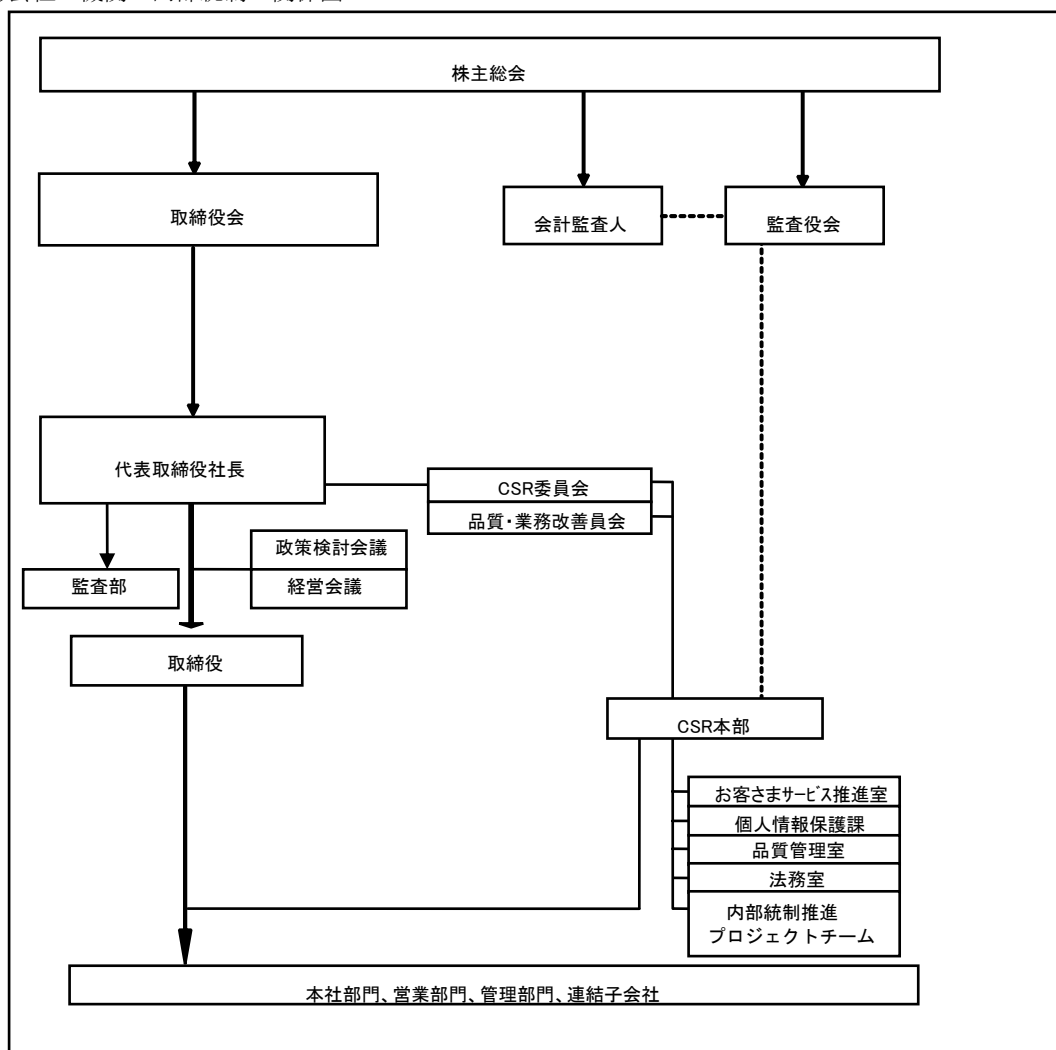 株主総会
取締役会
会計監査人
監査役会
代表取締役社長
CSR委員会
品質・業務改善員会
政策検討会議
経営会議
監査部
取締役
CSR本部
お客さまサービス推進室
個人情報保護課
品質管理室
法務室
内部統制推進
プロジェクトチーム
本社部門、営業部門、管理部門、連結子会社